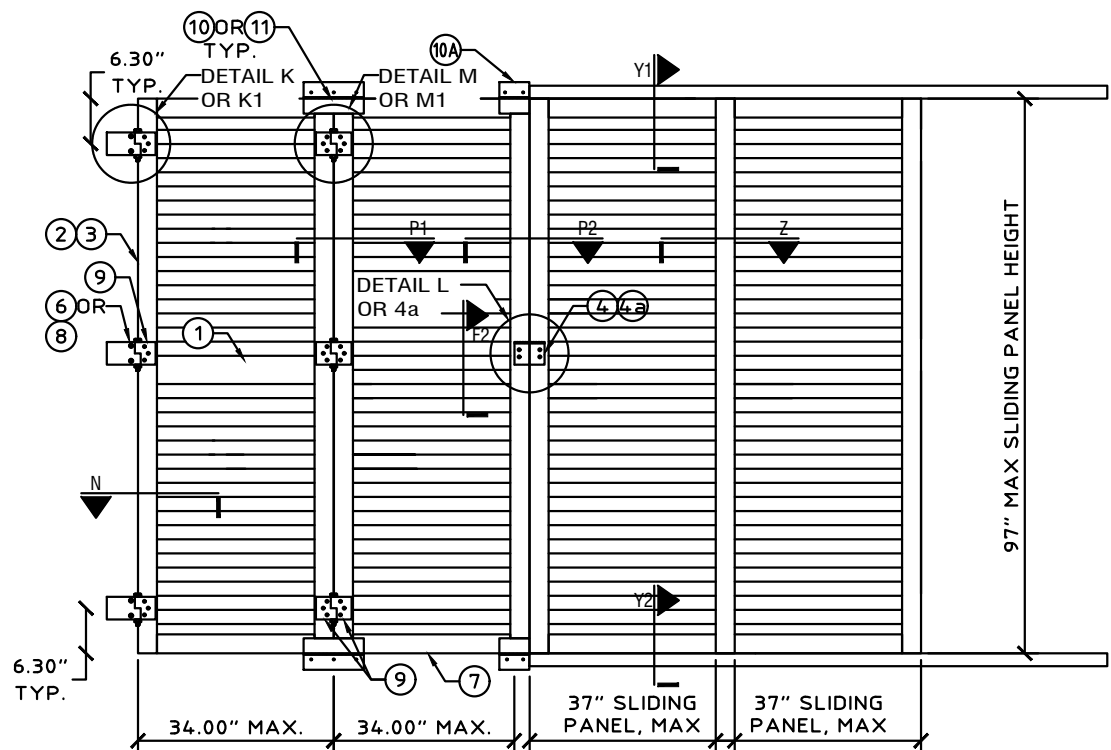 10 OR 11
TYP.
10A
6.30"
TYP.
DETAIL K
OR K1
DETAIL M
OR M1
Y1
2 3
9
6 OR
8
1
P1
P2
Z
DETAIL L
OR 4a
F2
4 4a
97" MAX SLIDING PANEL HEIGHT
N
Y2
6.30"
TYP.
9
7
34.00" MAX.
34.00" MAX.
37" SLIDING
PANEL, MAX
37" SLIDING
PANEL, MAX